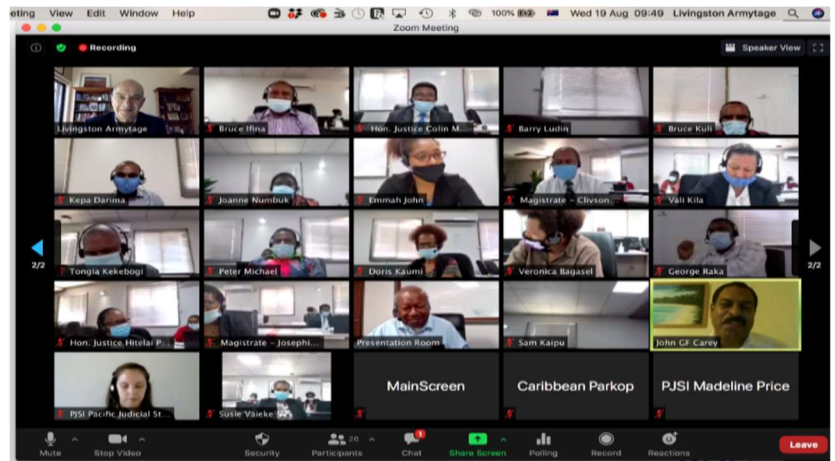 eting View Edit Window Help 100% Wed 19 Aug 09:49 Livingston Armytage
Zoom Meeting
Recording
Speaker View
Livingston Armytage
Bruce Ifina
Hon. Justice Colin M...
Barry Ludin
Bruce Kuli
Kepa Darima
Joanne Numbuk
Emmah John
Magistrate - Clivson...
Vali Kila
Tongia Kekebogi
Peter Michael
Doris Kaumi
Veronica Bagasel
George Raka
2/2
2/2
Hon. Justice Hitelai P...
Magistrate - Josephi...
Presentation Room
Sam Kaipu
John GF Carey
PJSI Pacific Judicial St...
Susie Vaieke
MainScreen
Caribbean Parkop
PJSI Madeline Price
Mute
Stop Video
Security
Participants
26
Chat
1
Share Screen
Polling
Record
Reactions
Leave